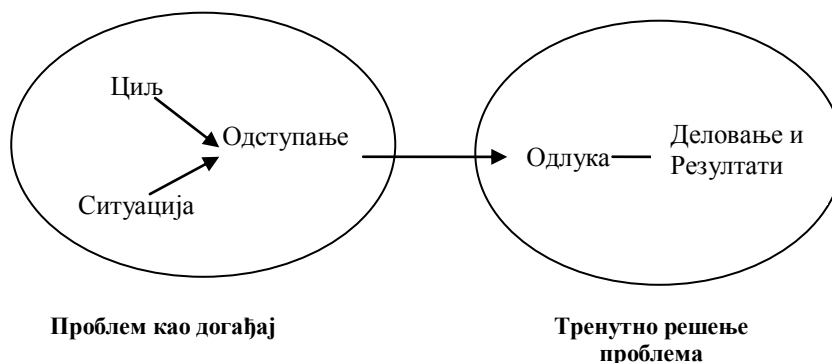 Циљ
Одступање
Ситуација
Одлука
Деловање и
Резултати
Проблем као догађај
Тренутно решење
проблема